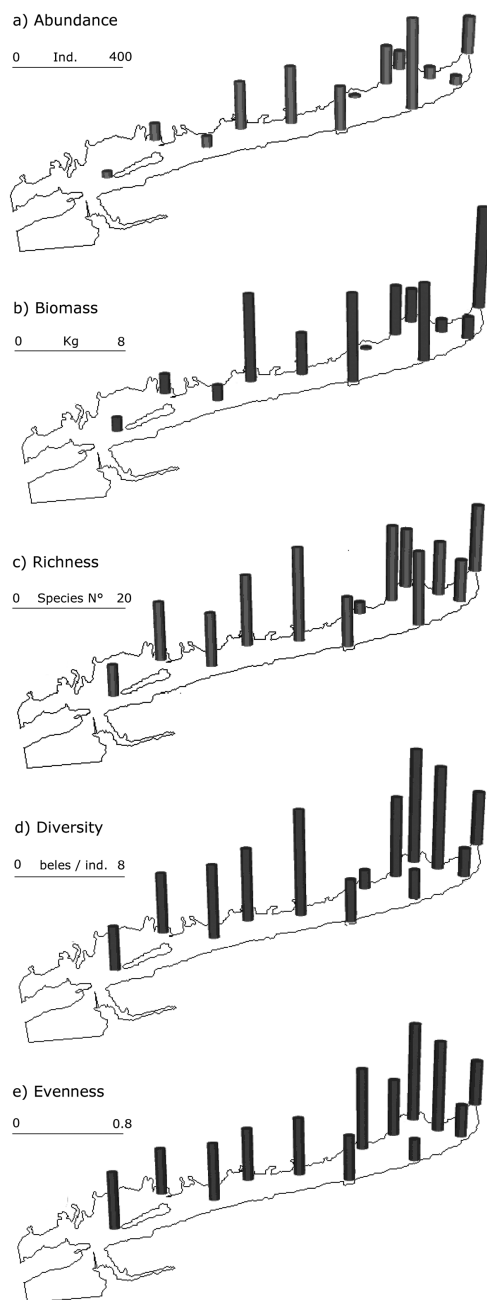 a) Abundance
0 Ind. 400
b) Biomass
0 Kg 8
c) Richness
0 Species N° 20
d) Diversity
0 beles / ind. 8
e) Evenness
0 0.8